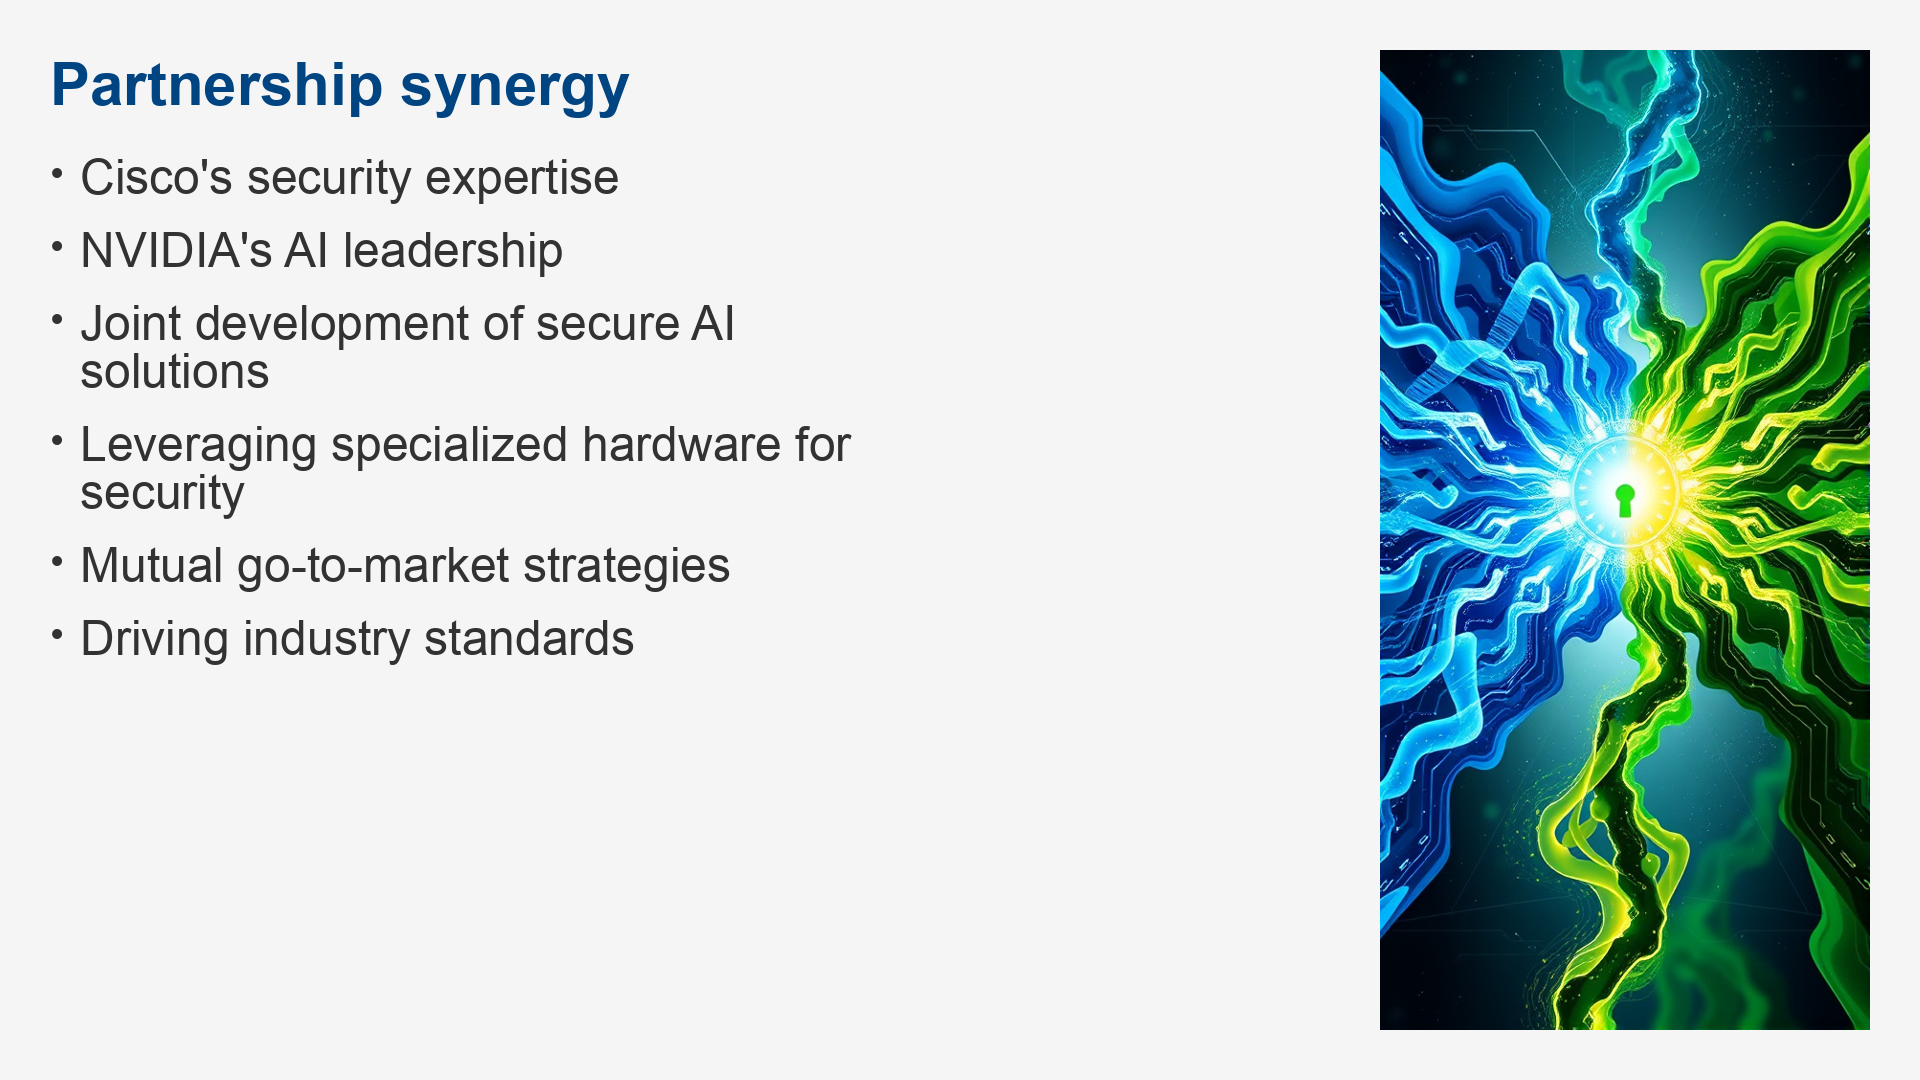 Partnership synergy
• Cisco's security expertise
• NVIDIA's AI leadership
• Joint development of secure AI
solutions
• Leveraging specialized hardware for
security
• Mutual go-to-market strategies
• Driving industry standards